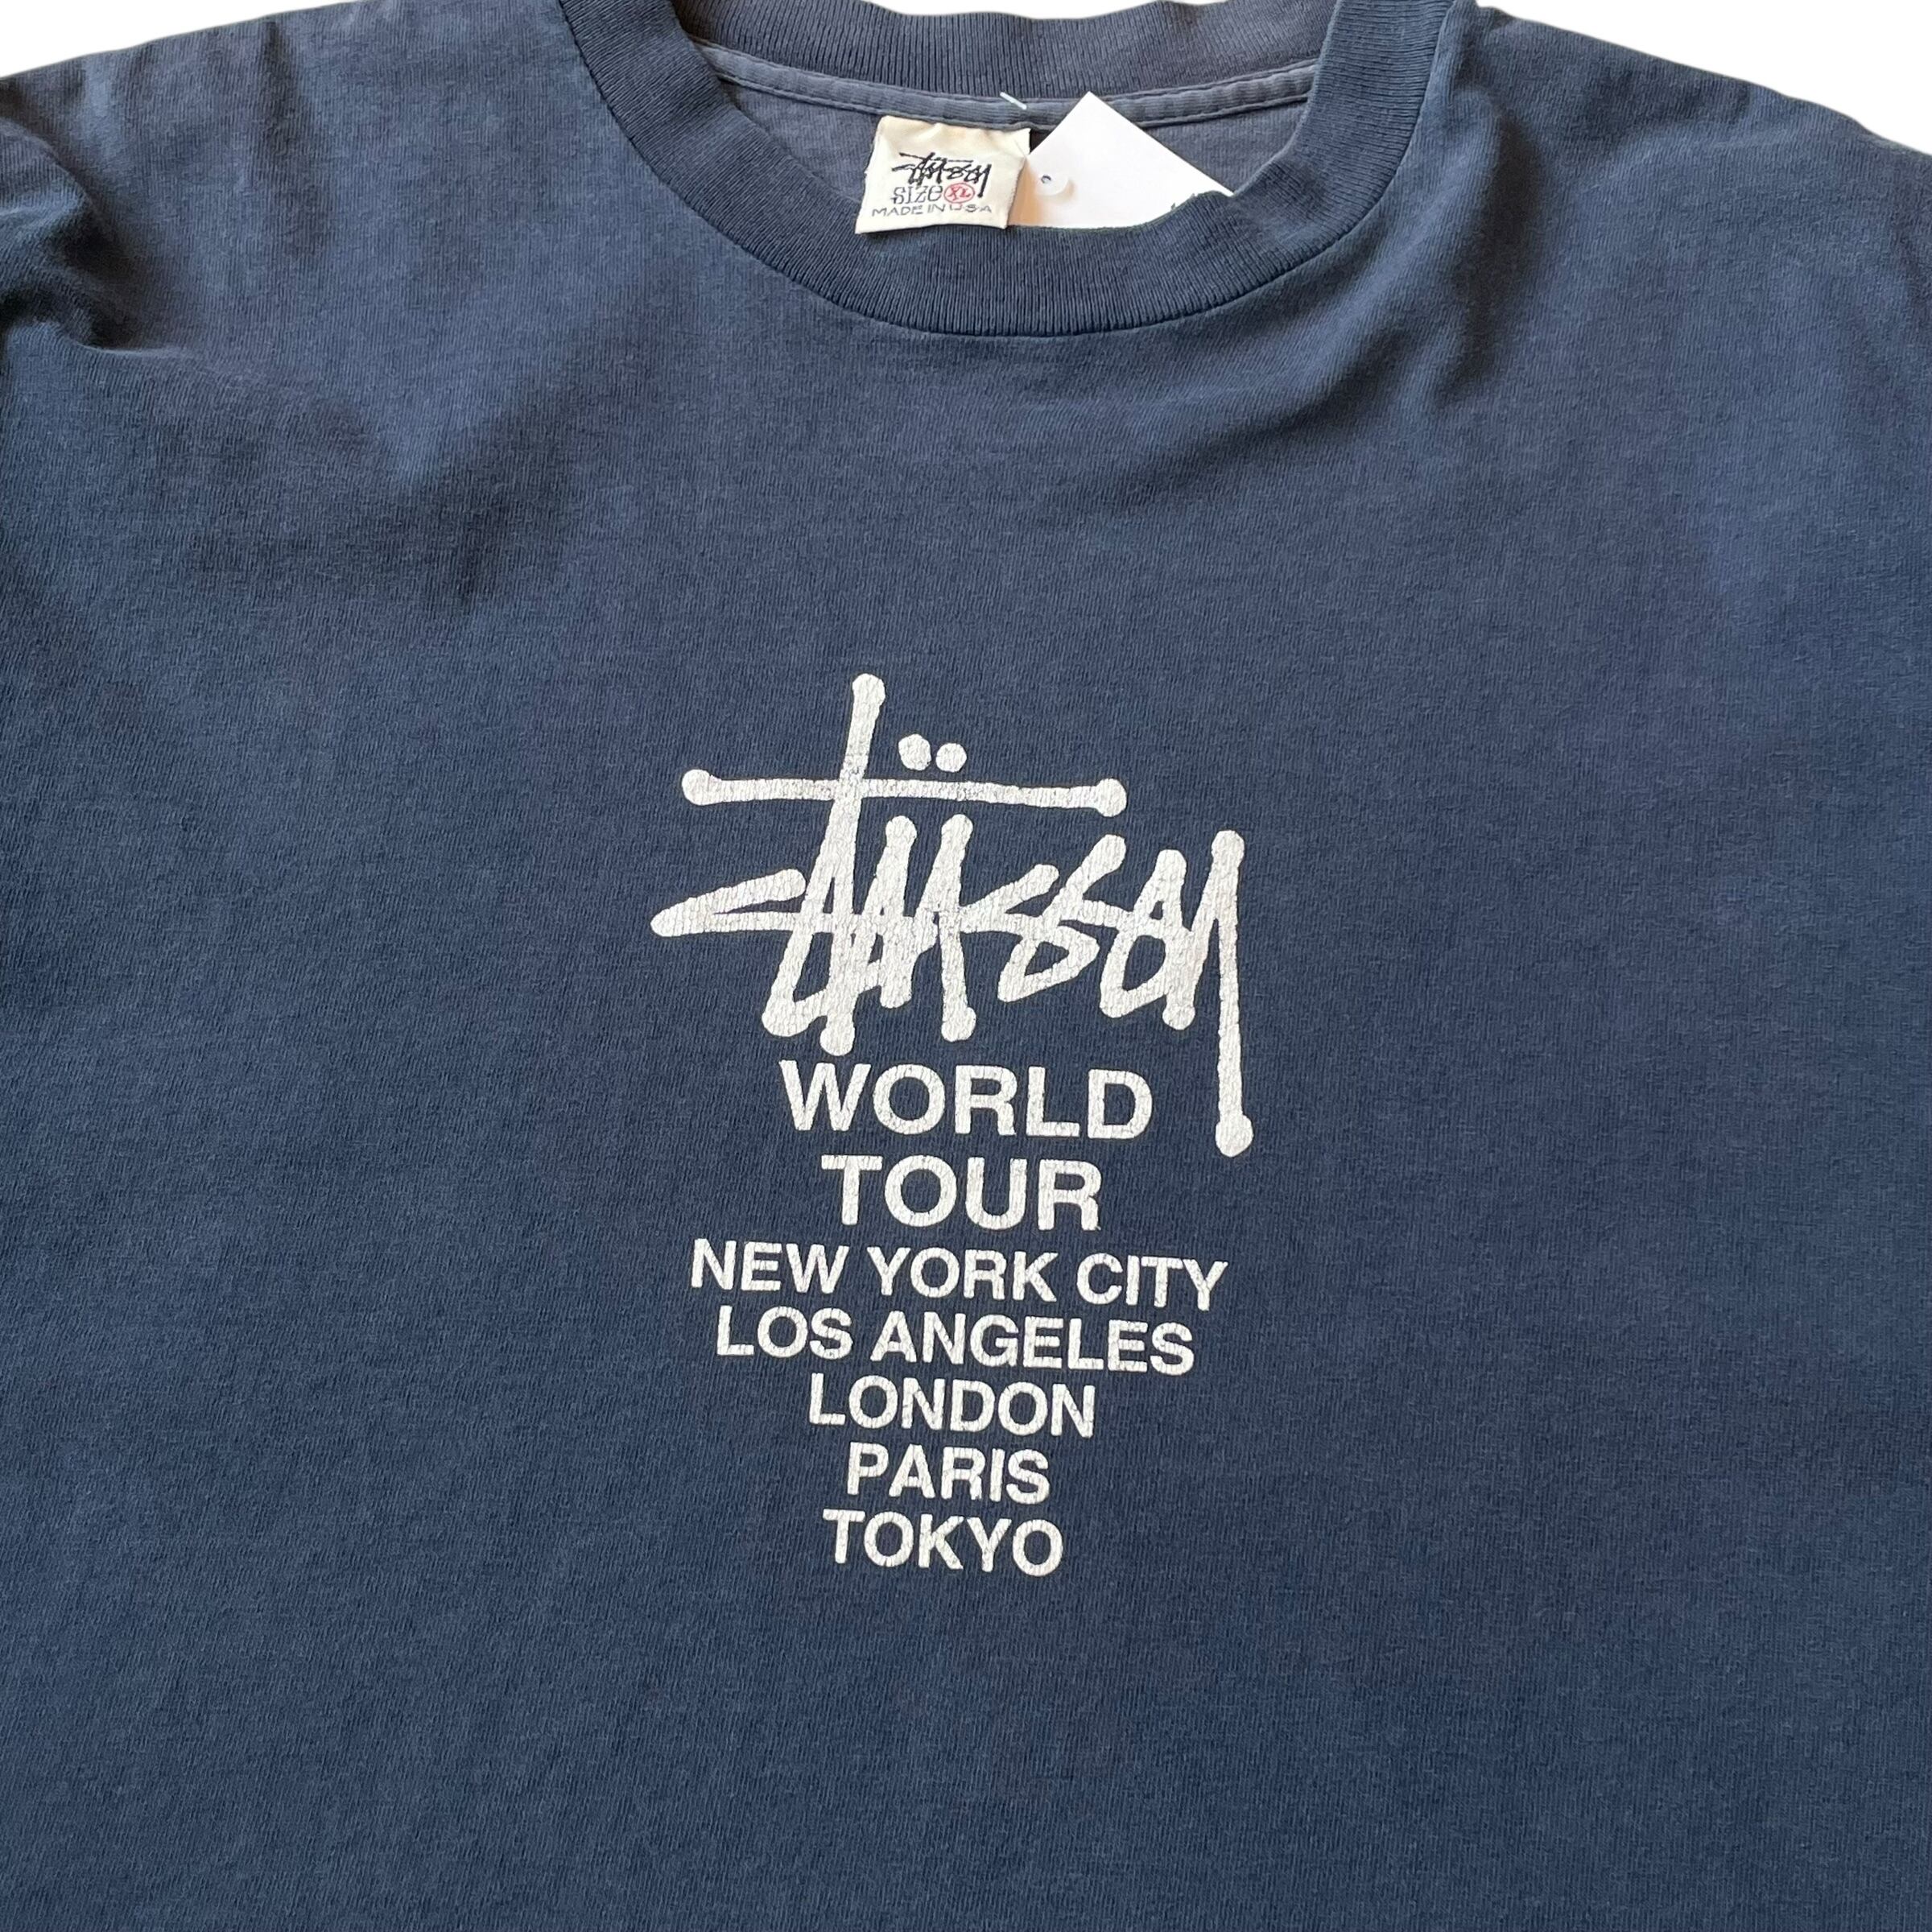 Stüssy
SIZE XL
MADE IN USA
Stüssy
WORLD
TOUR
NEW YORK CITY
LOS ANGELES
LONDON
PARIS
TOKYO